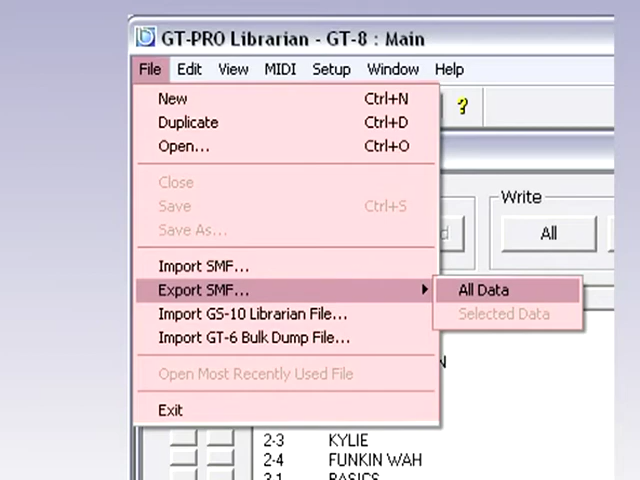 GT-PRO Librarian - GT-8 : Main
File Edit View MIDI Setup Window Help
New Ctrl+N
Duplicate Ctrl+D
Open... Ctrl+O
?
Close
Save Ctrl+S
Save As...
Write
All
Import SMF...
Export SMF...
All Data
Import GS-10 Librarian File...
Selected Data
Import GT-6 Bulk Dump File...
Open Most Recently Used File
Exit
2-3 KYLIE
2-4 FUNKIN WAH
3-1 BASICS